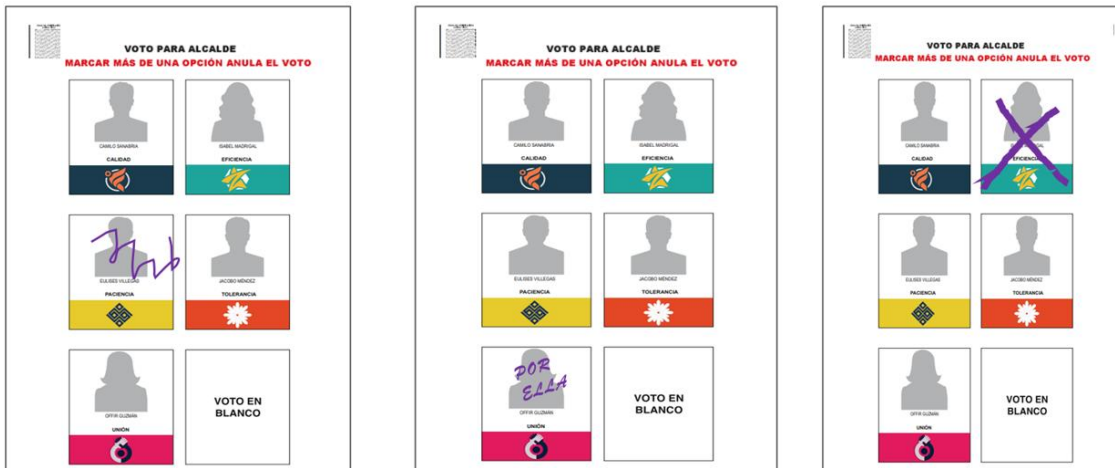 VOTO PARA ALCALDE
MARCAR MÁS DE UNA OPCIÓN ANULA EL VOTO
CAMILO SANABRIA
CALIDAD
ISABEL MADRIGAL
EFICIENCIA
EULISES VILLEGAS
PACIENCIA
JACOBO MÉNDEZ
TOLERANCIA
OFFIR GUZMÁN
UNIÓN
VOTO EN
BLANCO
VOTO PARA ALCALDE
MARCAR MÁS DE UNA OPCIÓN ANULA EL VOTO
CAMILO SANABRIA
CALIDAD
ISABEL MADRIGAL
EFICIENCIA
EULISES VILLEGAS
PACIENCIA
JACOBO MÉNDEZ
TOLERANCIA
POR
ELLA
OFFIR GUZMÁN
UNIÓN
VOTO EN
BLANCO
VOTO PARA ALCALDE
MARCAR MÁS DE UNA OPCIÓN ANULA EL VOTO
CAMILO SANABRIA
CALIDAD
EFICIENCIA
EULISES VILLEGAS
PACIENCIA
JACOBO MÉNDEZ
TOLERANCIA
OFFIR GUZMÁN
UNIÓN
VOTO EN
BLANCO